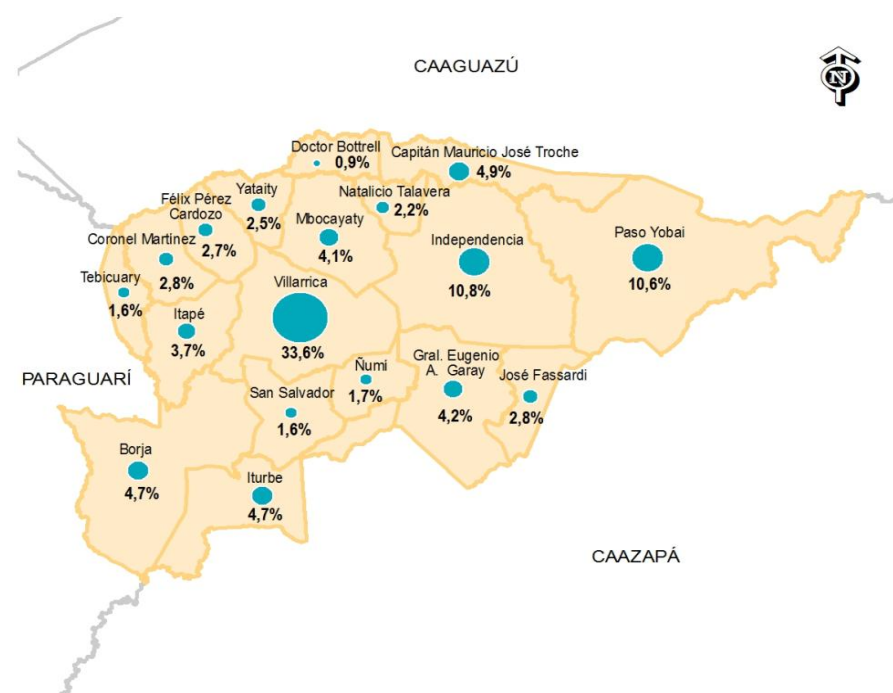 CAAGUAZÚ
N
Doctor Bottrell
0,9%
Capitán Mauricio José Troche
4,9%
Félix Pérez
Cardozo
2,7%
Yataity
2,5%
Natalicio Talavera
2,2%
Mbocayaty
4,1%
Coronel Martinez
2,8%
Independencia
10,8%
Paso Yobai
10,6%
Tebicuary
1,6%
Villarrica
33,6%
Itapé
3,7%
PARAGUARÍ
Ñumi
1,7%
Gral. Eugenio
A. Garay
4,2%
José Fassardi
2,8%
San Salvador
1,6%
Borja
4,7%
Iturbe
4,7%
CAAZAPÁ